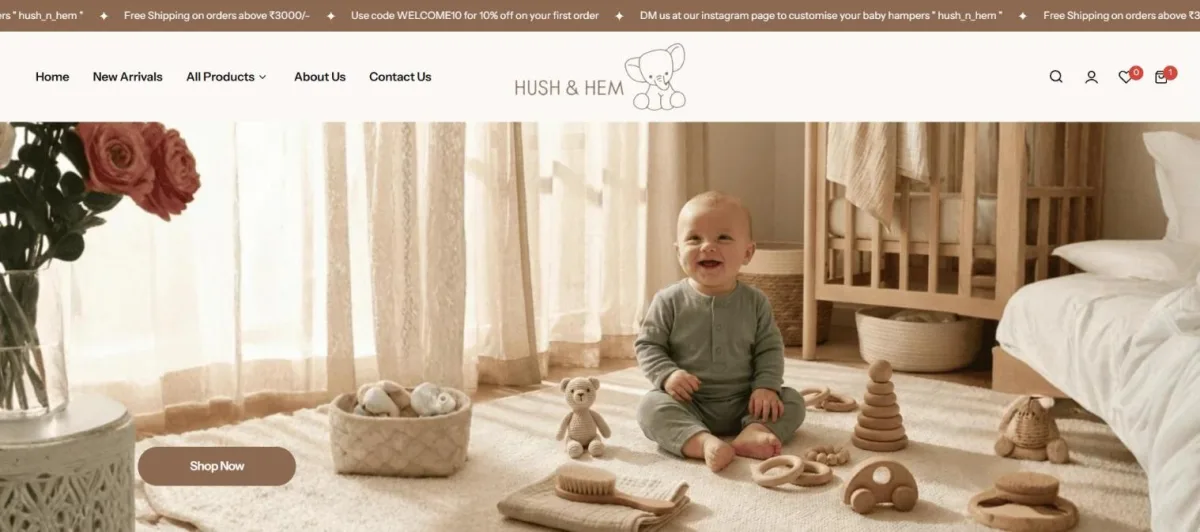 ers " hush_n_hem " ✦ Free Shipping on orders above ₹3000/- ✦ Use code WELCOME10 for 10% off on your first order ✦ DM us at our instagram page to customise your baby hampers " hush_n_hem " ✦ Free Shipping on orders above ₹3
Home New Arrivals All Products About Us Contact Us
HUSH & HEM
0 1
Shop Now